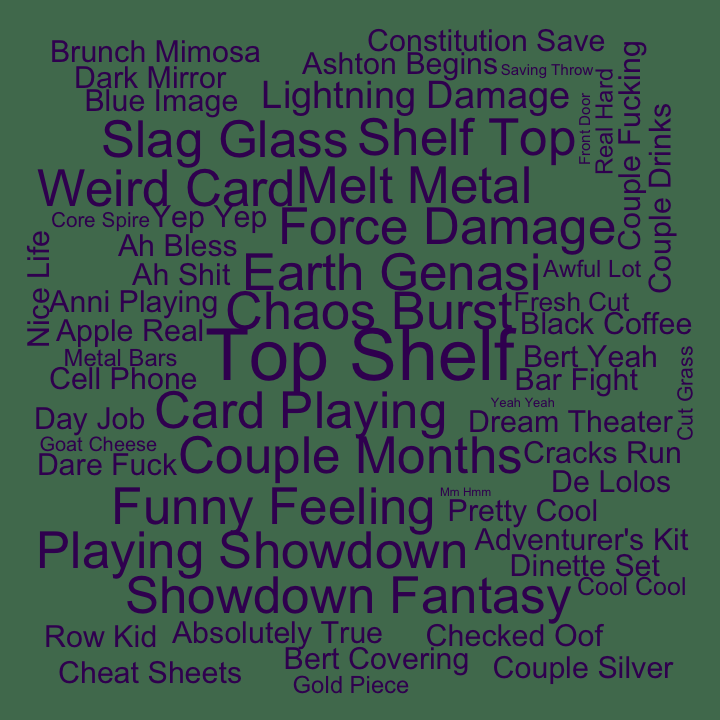 Constitution Save
Brunch Mimosa
Ashton Begins
Saving Throw
Dark Mirror
Blue Image
Lightning Damage
Front Door
Real Hard
Couple Fucking
Couple Drinks
Slag Glass
Shelf Top
Weird Card
Melt Metal
Core Spire
Yep Yep
Force Damage
Ah Bless
Nice Life
Ah Shit
Earth Genasi
Awful Lot
Anni Playing
Chaos Burst
Fresh Cut
Apple Real
Black Coffee
Metal Bars
Top Shelf
Bert Yeah
Cell Phone
Bar Fight
Cut Grass
Yeah Yeah
Day Job
Card Playing
Dream Theater
Goat Cheese
Dare Fuck
Couple Months
Cracks Run
De Lolos
Mm Hmm
Funny Feeling
Pretty Cool
Playing Showdown
Adventurer's Kit
Dinette Set
Showdown Fantasy
Cool Cool
Row Kid
Absolutely True
Checked Oof
Cheat Sheets
Bert Covering
Couple Silver
Gold Piece